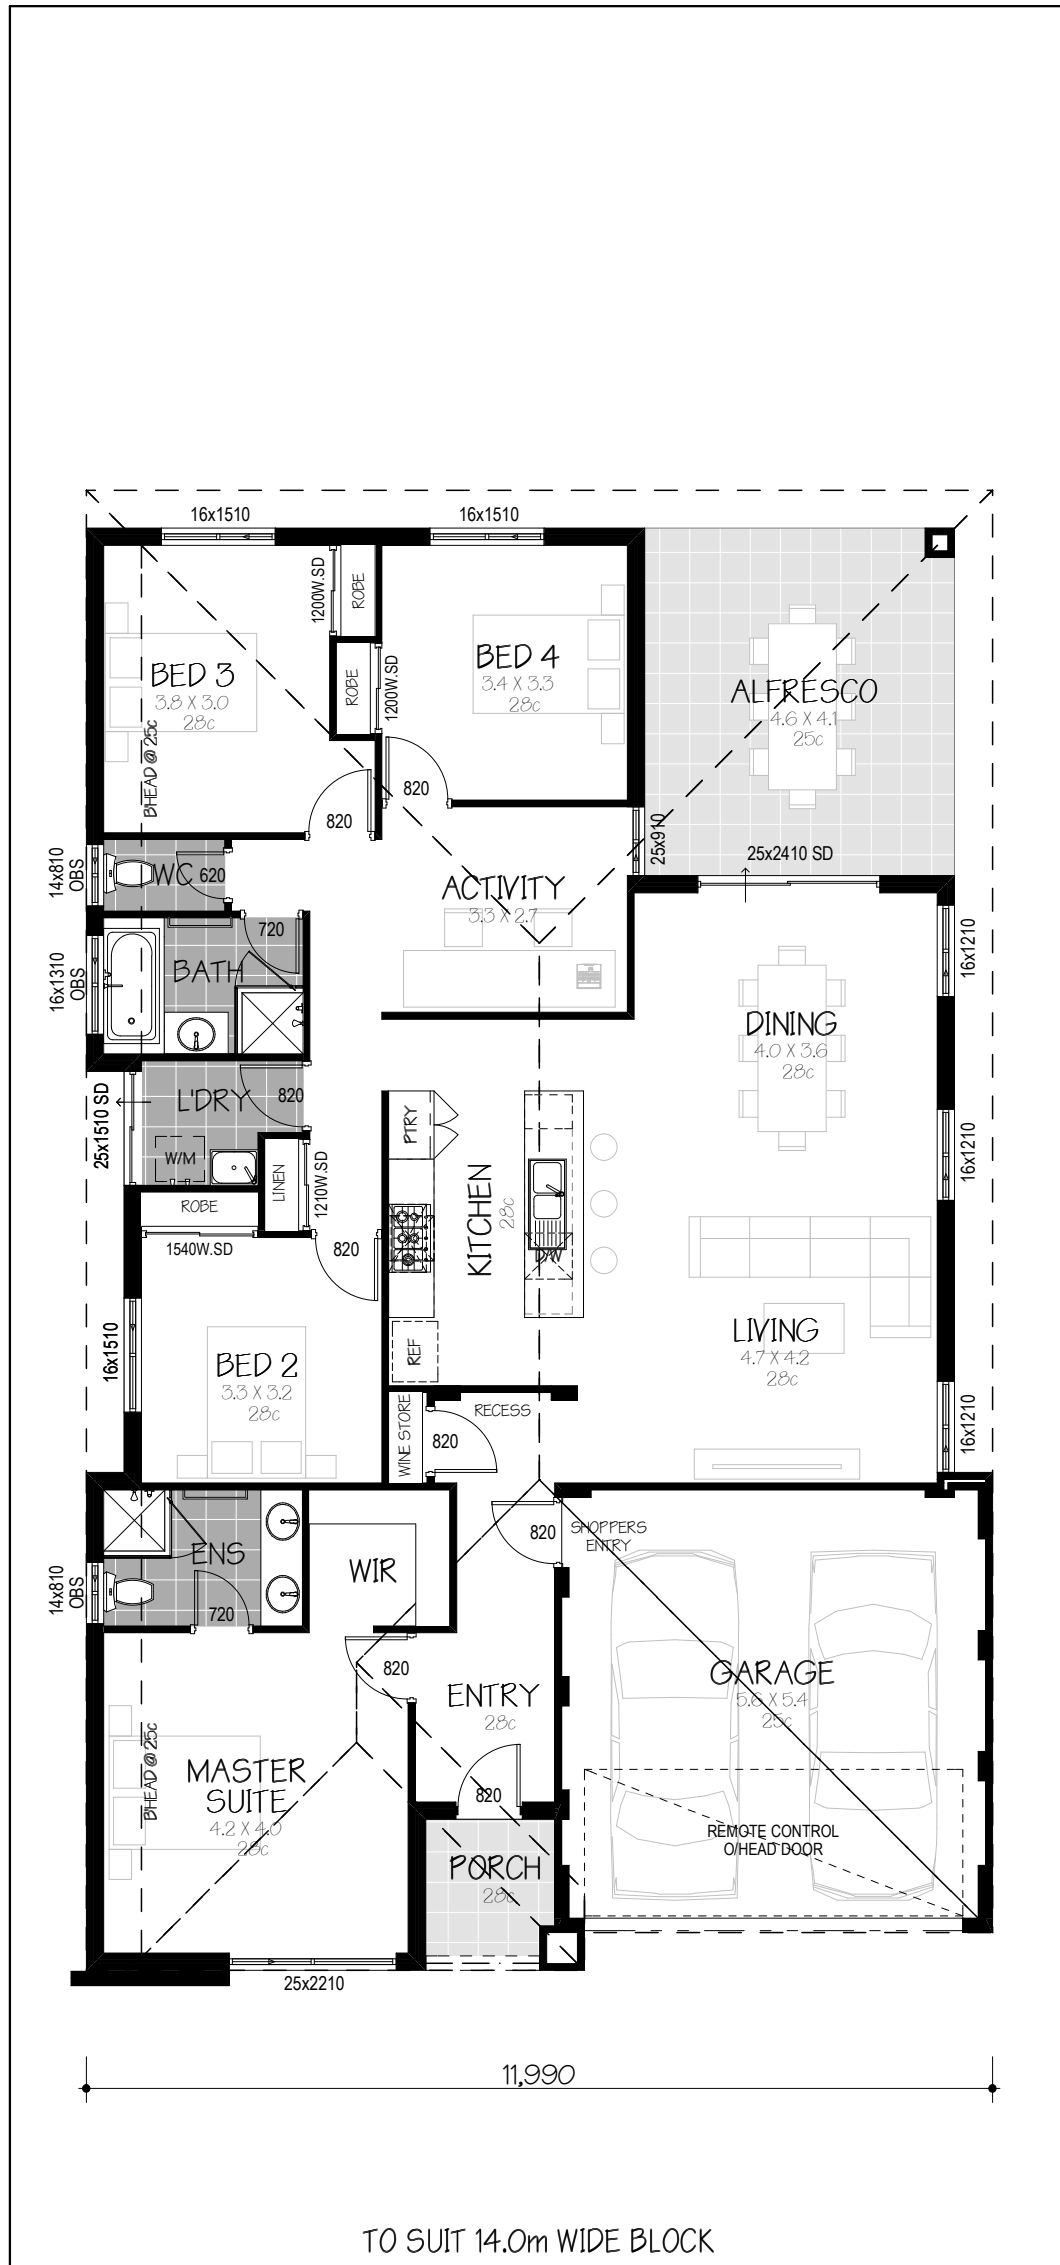 16x1510
16x1510
1200W.SD
ROBE
ROBE
1200W.SD
BED 3
3.8 X 3.0
28c
BED 4
3.4 X 3.3
28c
ALFRESCO
4.6 X 4.1
25c
B'HEAD @ 25c
820
820
25x910
25x2410 SD
14x810
OBS
WC
620
ACTIVITY
3.3 X 2.7
16x1310
OBS
720
BATH
16x1210
DINING
4.0 X 3.6
28c
25x1510 SD
L'DRY
820
W/M
LINEN
1210W.SD
PTRY
KITCHEN
28c
16x1210
ROBE
1540W.SD
820
D/W
16x1510
BED 2
3.3 X 3.2
28c
REF
LIVING
4.7 X 4.2
28c
WINE STORE
820
RECESS
16x1210
14x810
OBS
ENS
720
WIR
820
SHOPPERS
ENTRY
820
ENTRY
28c
GARAGE
5.6 X 5.4
25c
B'HEAD @ 25c
MASTER
SUITE
4.2 X 4.0
28c
820
REMOTE CONTROL
O/HEAD DOOR
PORCH
28c
25x2210
11,990
TO SUIT 14.0m WIDE BLOCK